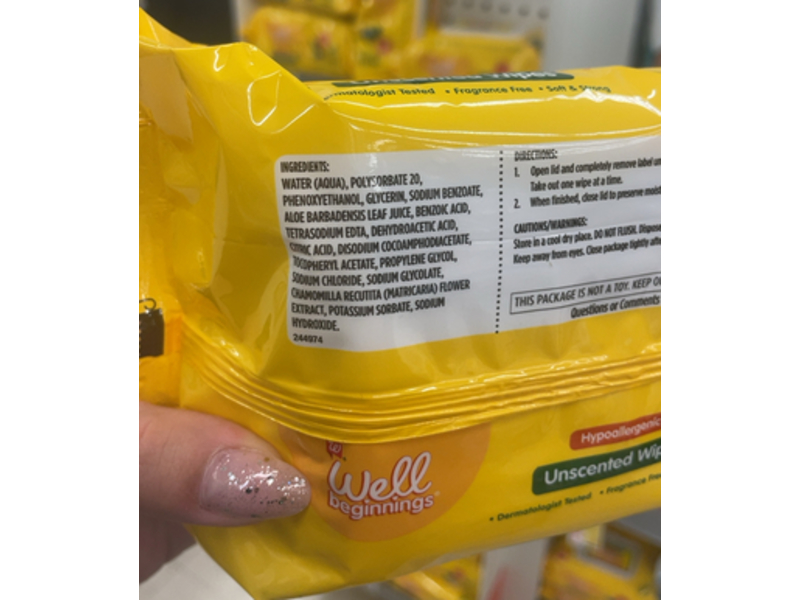 Unscented Wipes
Dermatologist Tested • Fragrance Free • Soft & Strong
INGREDIENTS:
WATER (AQUA), POLYSORBATE 20,
PHENOXYETHANOL, GLYCERIN, SODIUM BENZOATE,
ALOE BARBADENSIS LEAF JUICE, BENZOIC ACID,
TETRASODIUM EDTA, DEHYDROACETIC ACID,
CITRIC ACID, DISODIUM COCOAMPHODIACETATE,
TOCOPHERYL ACETATE, PROPYLENE GLYCOL,
SODIUM CHLORIDE, SODIUM GLYCOLATE,
CHAMOMILLA RECUTITA (MATRICARIA) FLOWER
EXTRACT, POTASSIUM SORBATE, SODIUM
HYDROXIDE.
244974
DIRECTIONS:
1. Open lid and completely remove label
Take out one wipe at a time.
2. When finished, close lid to preserve
CAUTIONS/WARNINGS:
Store in a cool dry place. DO NOT FLUSH.
Keep away from eyes. Close package tightly
THIS PACKAGE IS NOT A TOY. KEEP
Questions or Comments
Well
beginnings™
Hypoallergenic
Unscented
• Dermatologist Tested • Fragrance